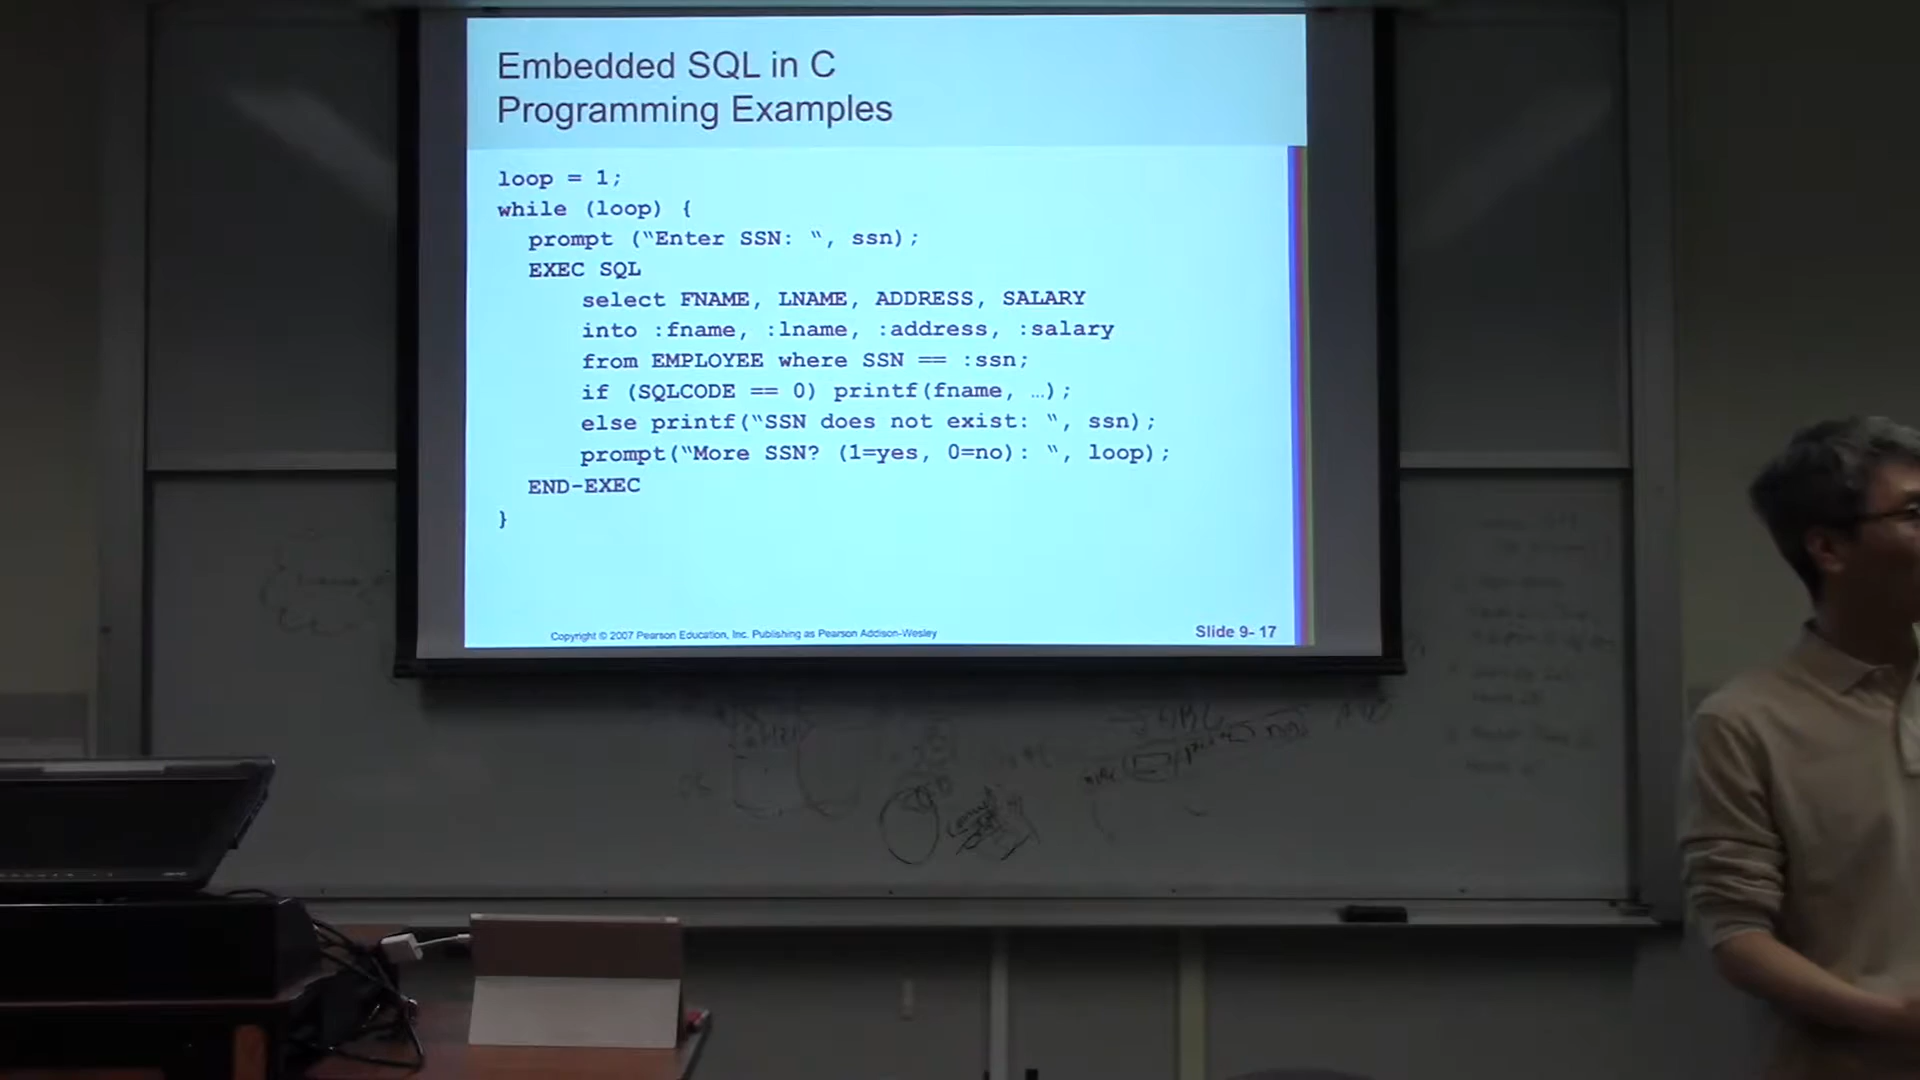 Embedded SQL in C
Programming Examples
loop = 1;
while (loop) {
prompt (“Enter SSN: “, ssn);
EXEC SQL
select FNAME, LNAME, ADDRESS, SALARY
into :fname, :lname, :address, :salary
from EMPLOYEE where SSN == :ssn;
if (SQLCODE == 0) printf(fname, …);
else printf(“SSN does not exist: “, ssn);
prompt(“More SSN? (1=yes, 0=no): “, loop);
END-EXEC
}
Copyright © 2007 Pearson Education, Inc. Publishing as Pearson Addison-Wesley
Slide 9- 17